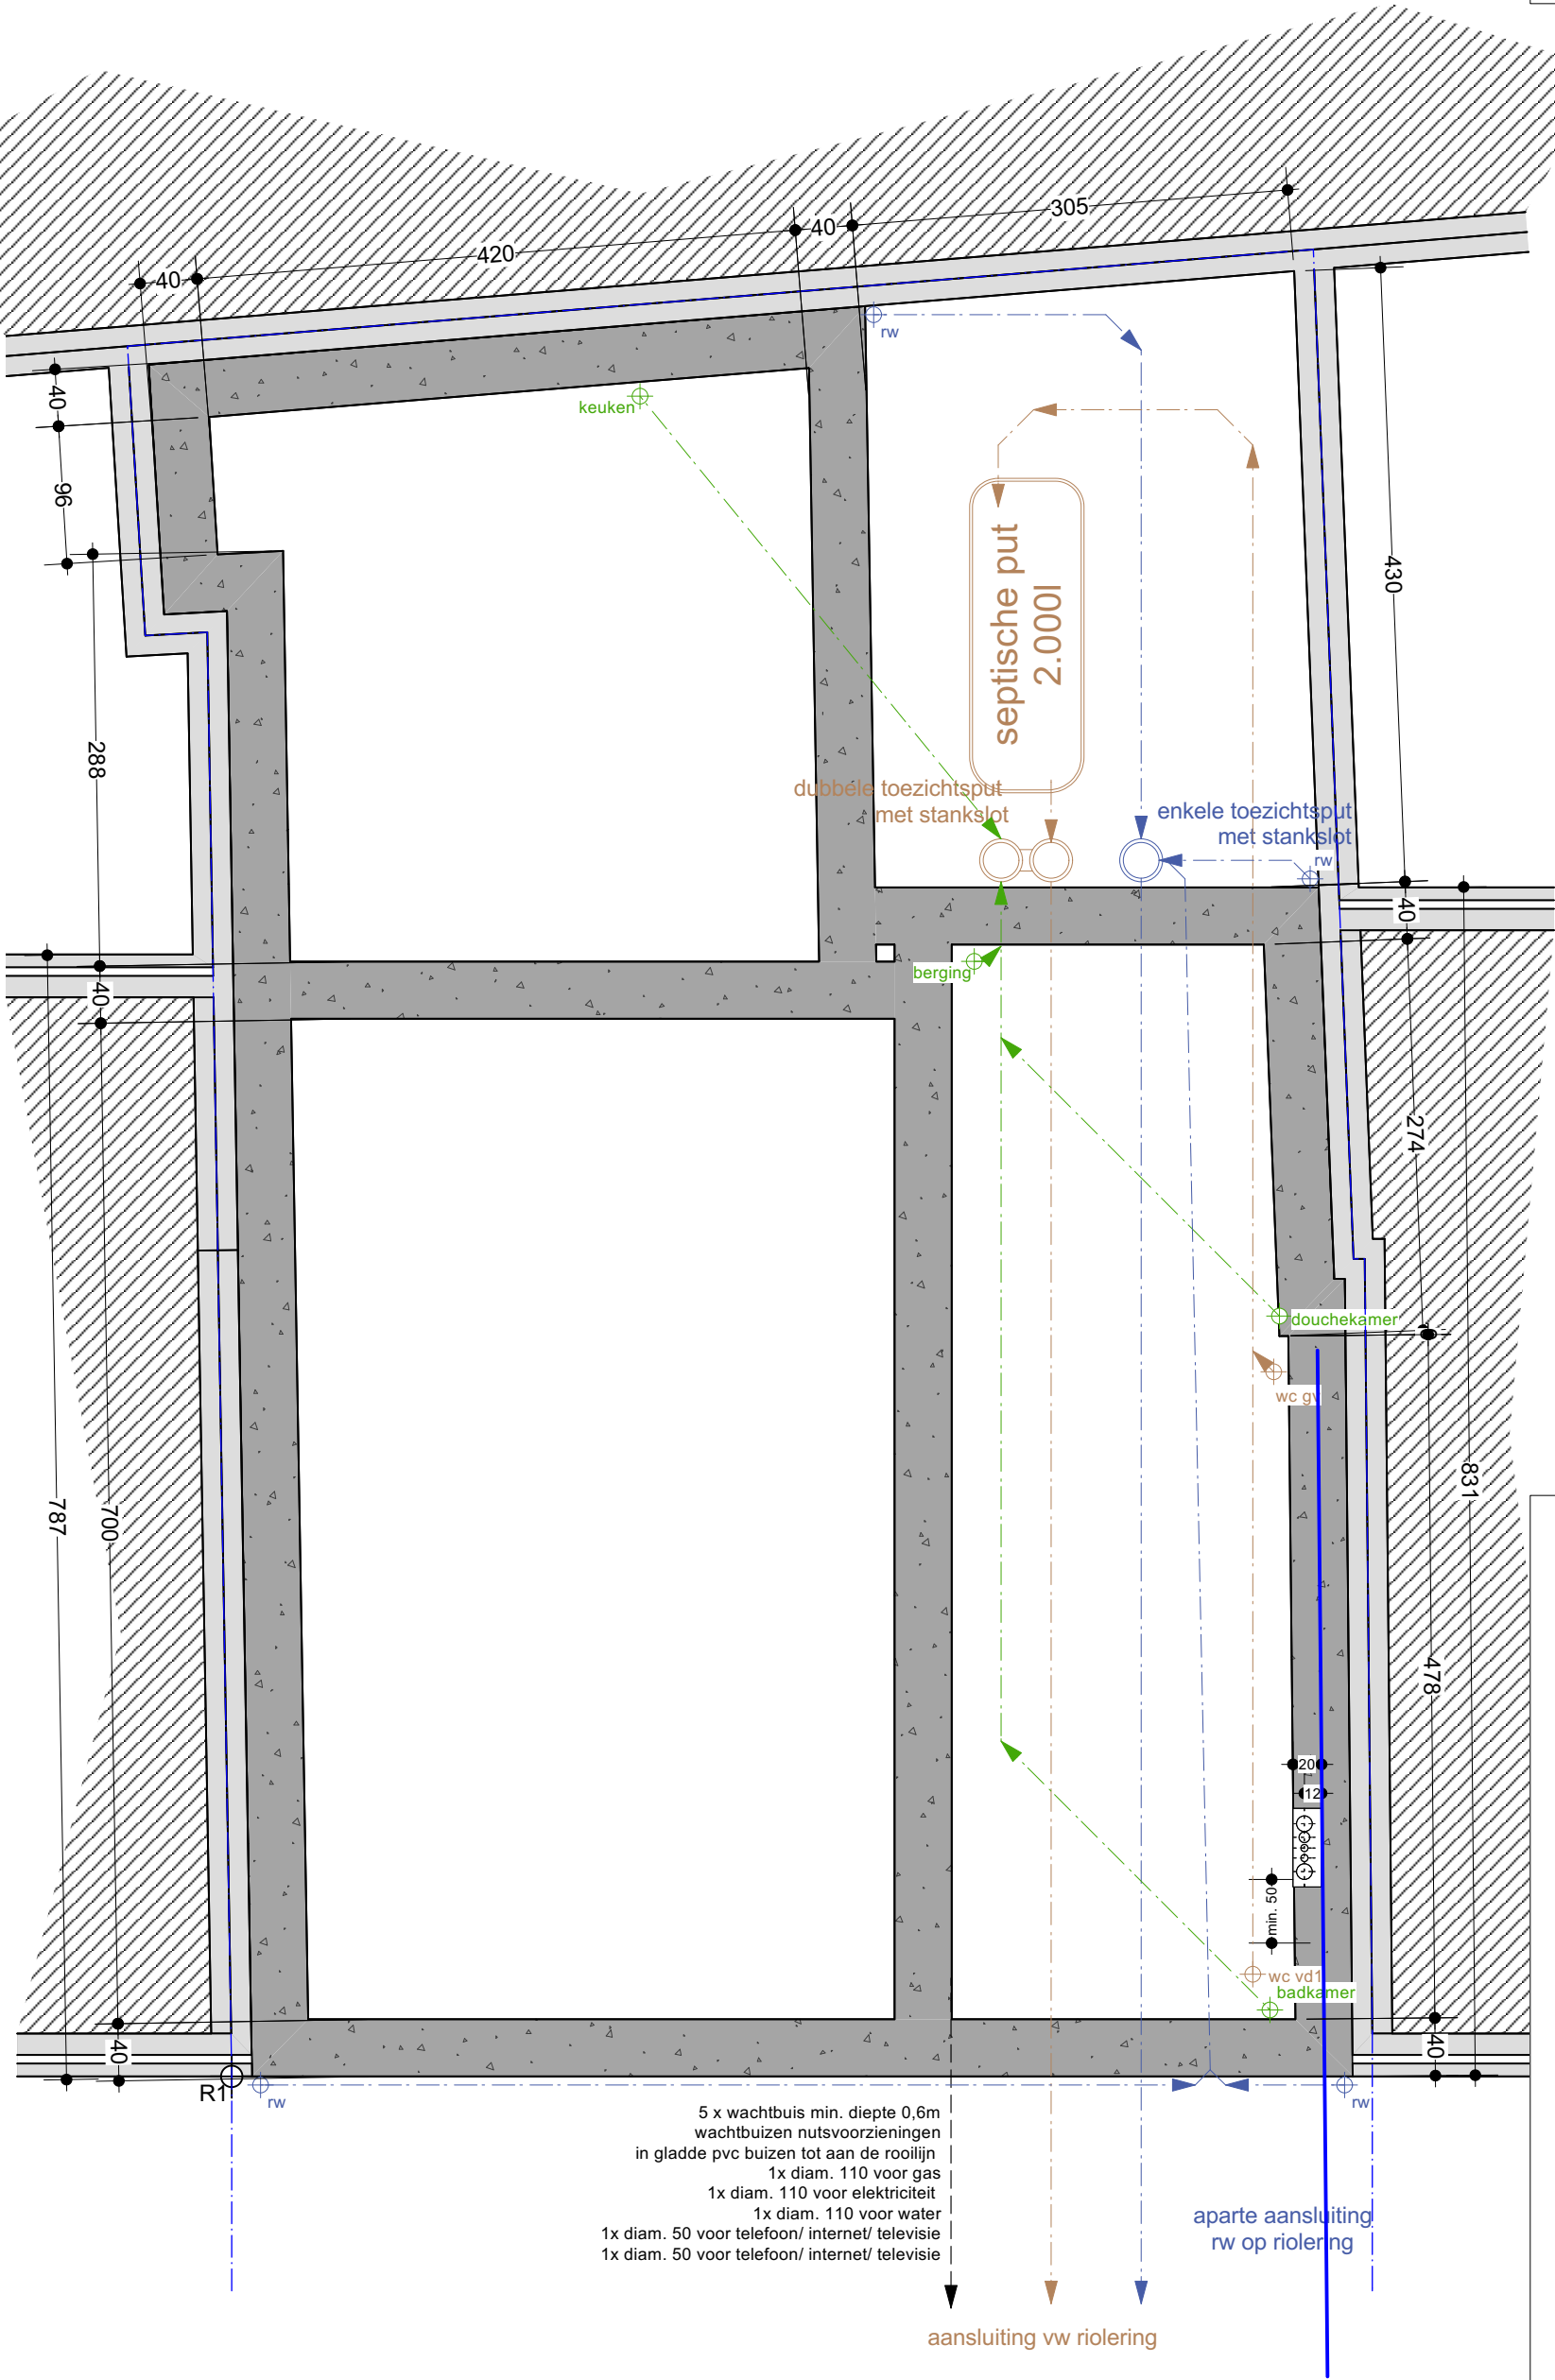 305
40
420
40
rw
40
keuken
96
septische put
2.000l
430
288
dubbele toezichtsput
met stankslot
enkele toezichtsput
met stankslot
rw
40
berging
40
274
douchekamer
wc gv
831
787
700
478
20
12
min. 50
wc vd1
badkamer
40
40
R1
rw
rw
5 x wachtbuis min. diepte 0,6m
wachtbuizen nutsvoorzieningen
in gladde pvc buizen tot aan de rooilijn
1x diam. 110 voor gas
1x diam. 110 voor elektriciteit
1x diam. 110 voor water
1x diam. 50 voor telefoon/ internet/ televisie
1x diam. 50 voor telefoon/ internet/ televisie
aparte aansluiting
rw op riolering
aansluiting vw riolering